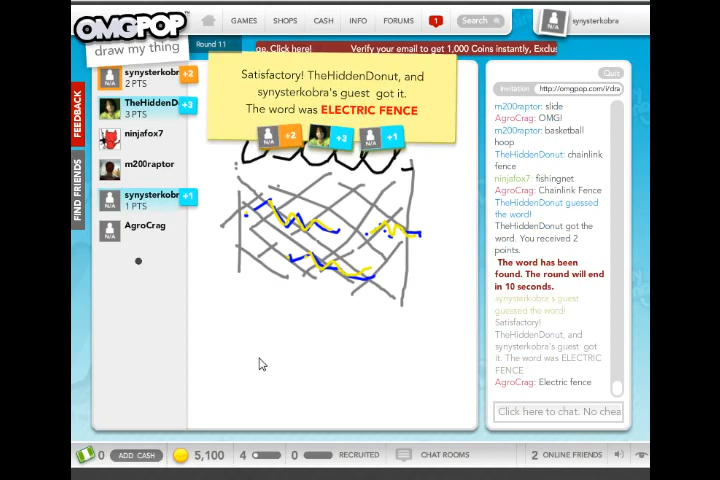 OMGPOP
draw my thing
GAMES
SHOPS
CASH
INFO
FORUMS
1
Search
synysterkobra
N/A
Round 11
ge. Click here!
Verify your email to get 1,000 Coins instantly, Exclus
FEEDBACK
FIND FRIENDS
N/A
synysterkobr
+2
2 PTS
TheHiddenD
+3
3 PTS
ninjafox7
m200raptor
N/A
synysterkobr
+1
1 PTS
N/A
AgroCrag
Satisfactory! TheHiddenDonut, and
synysterkobra's guest got it.
The word was ELECTRIC FENCE
N/A +2
+3
N/A +1
Quit
Invitation
http://omgpop.com/i/dra
m200raptor: slide
AgroCrag: OMG!
m200raptor: basketball
hoop
TheHiddenDonut: chainlink
fence
ninjafox7: fishingnet
AgroCrag: Chainlink Fence
TheHiddenDonut guessed
the word!
TheHiddenDonut got the
word. You received 2
points.
The word has been
found. The round will end
in 10 seconds.
synysterkobra's guest
guessed the word!
Satisfactory!
TheHiddenDonut, and
synysterkobra's guest got
it. The word was ELECTRIC
FENCE
AgroCrag: Electric fence
Click here to chat. No chea
0
ADD CASH
5,100
4
0
RECRUITED
CHAT ROOMS
2 ONLINE FRIENDS